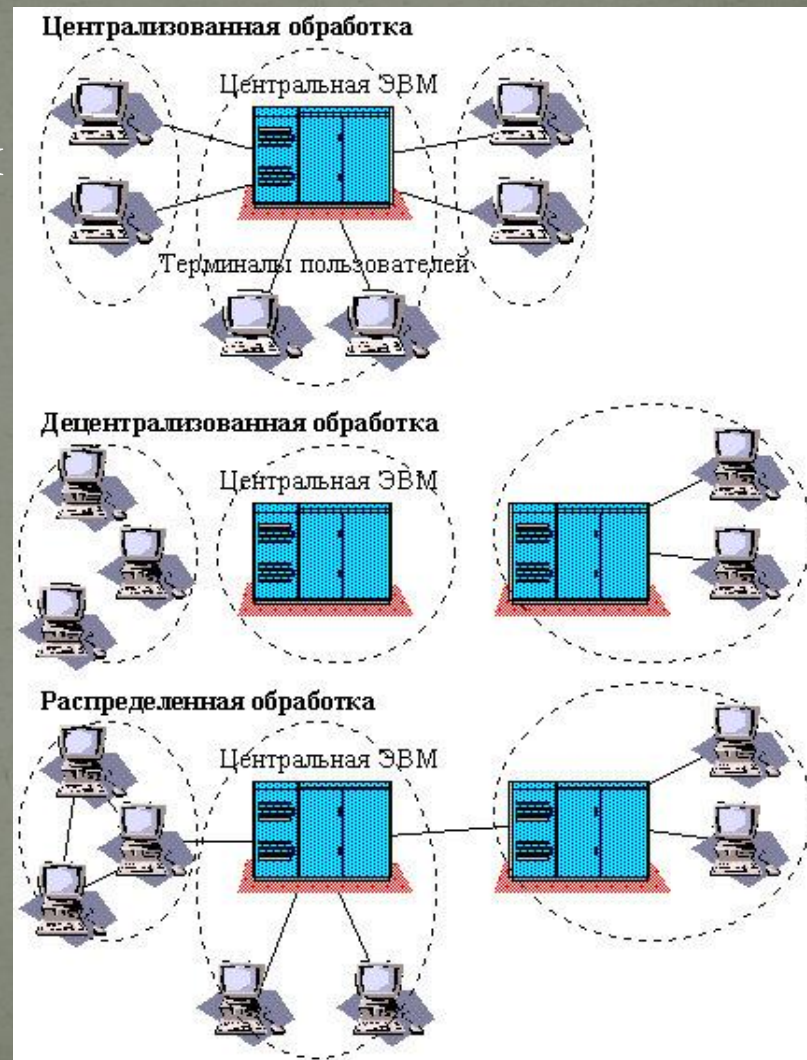 Централизованная обработка
Центральная ЭВМ
Терминалы пользователей
Децентрализованная обработка
Центральная ЭВМ
Распределенная обработка
Центральная ЭВМ